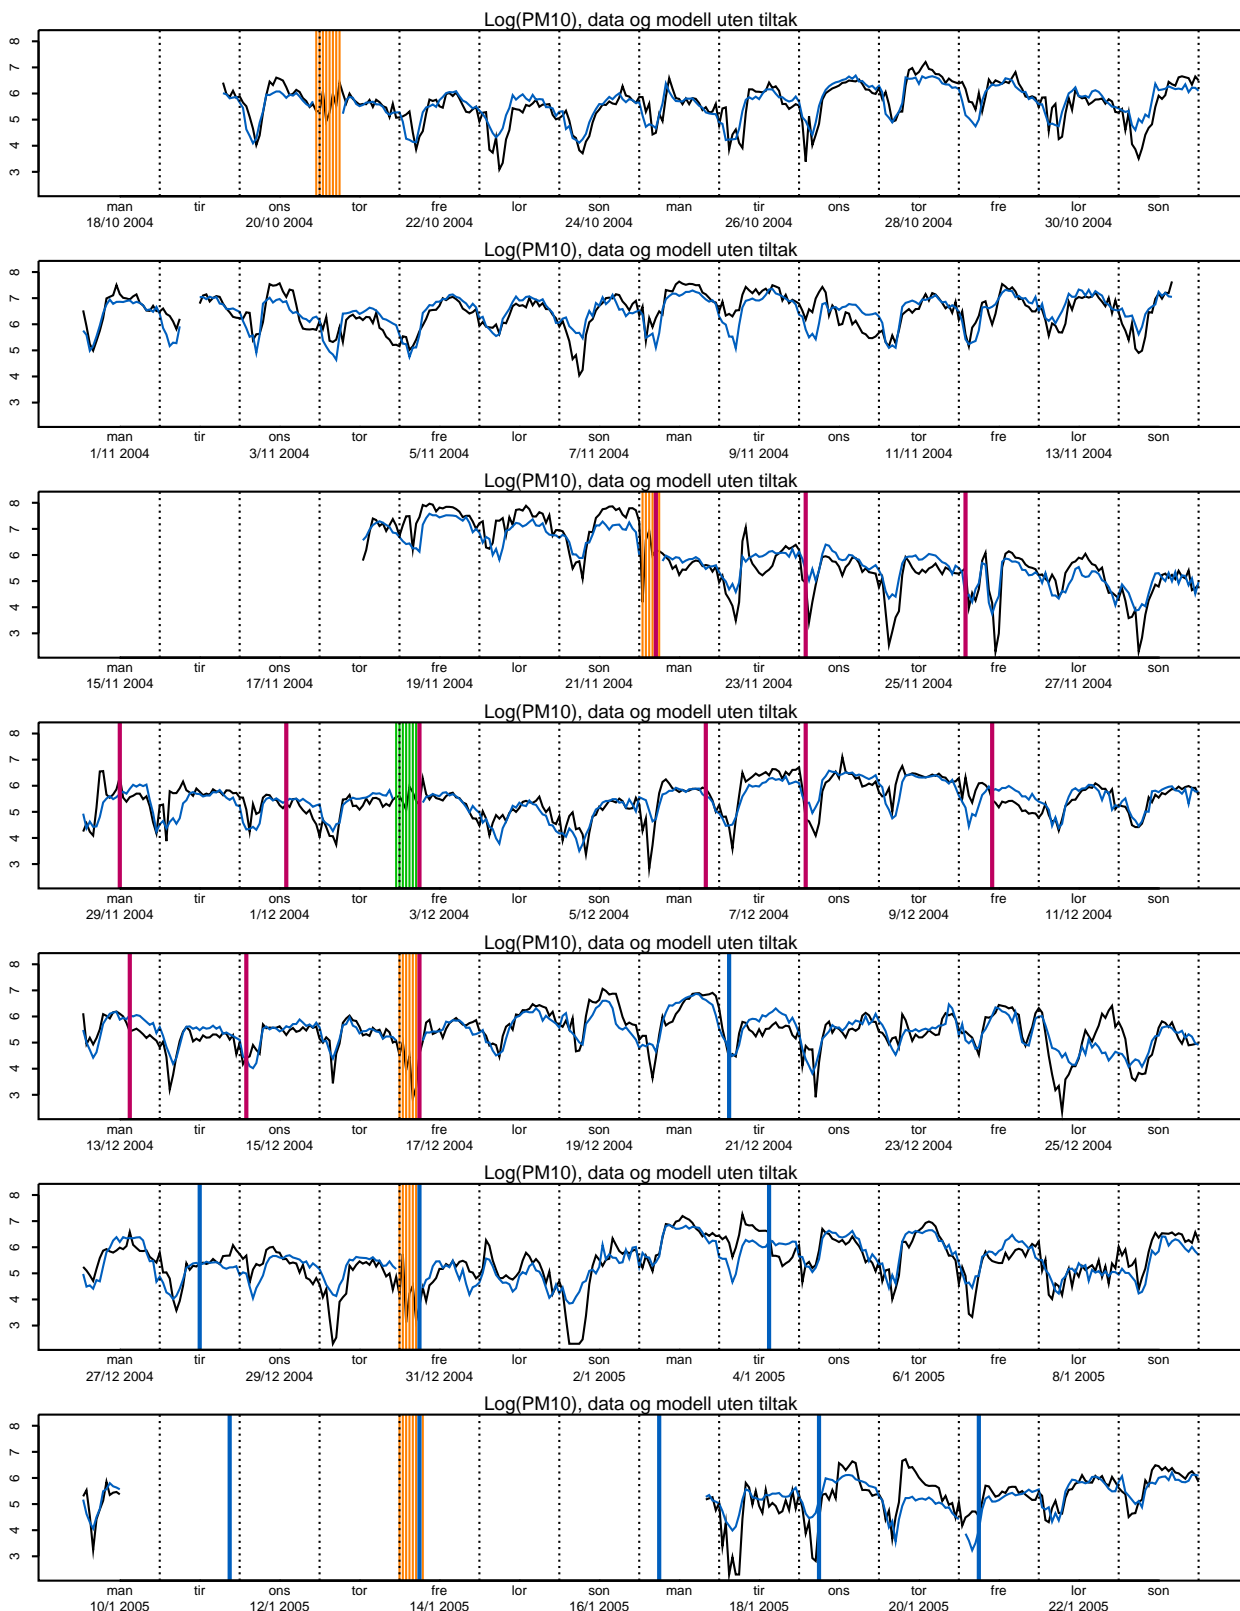 Log(PM10), data og modell uten tiltak
8
7
6
5
4
3
man tir ons tor fre lor son man tir ons tor fre lor son
18/10 2004 20/10 2004 22/10 2004 24/10 2004 26/10 2004 28/10 2004 30/10 2004
Log(PM10), data og modell uten tiltak
8
7
6
5
4
3
man tir ons tor fre lor son man tir ons tor fre lor son
1/11 2004 3/11 2004 5/11 2004 7/11 2004 9/11 2004 11/11 2004 13/11 2004
Log(PM10), data og modell uten tiltak
8
7
6
5
4
3
man tir ons tor fre lor son man tir ons tor fre lor son
15/11 2004 17/11 2004 19/11 2004 21/11 2004 23/11 2004 25/11 2004 27/11 2004
Log(PM10), data og modell uten tiltak
8
7
6
5
4
3
man tir ons tor fre lor son man tir ons tor fre lor son
29/11 2004 1/12 2004 3/12 2004 5/12 2004 7/12 2004 9/12 2004 11/12 2004
Log(PM10), data og modell uten tiltak
8
7
6
5
4
3
man tir ons tor fre lor son man tir ons tor fre lor son
13/12 2004 15/12 2004 17/12 2004 19/12 2004 21/12 2004 23/12 2004 25/12 2004
Log(PM10), data og modell uten tiltak
8
7
6
5
4
3
man tir ons tor fre lor son man tir ons tor fre lor son
27/12 2004 29/12 2004 31/12 2004 2/1 2005 4/1 2005 6/1 2005 8/1 2005
Log(PM10), data og modell uten tiltak
8
7
6
5
4
3
man tir ons tor fre lor son man tir ons tor fre lor son
10/1 2005 12/1 2005 14/1 2005 16/1 2005 18/1 2005 20/1 2005 22/1 2005